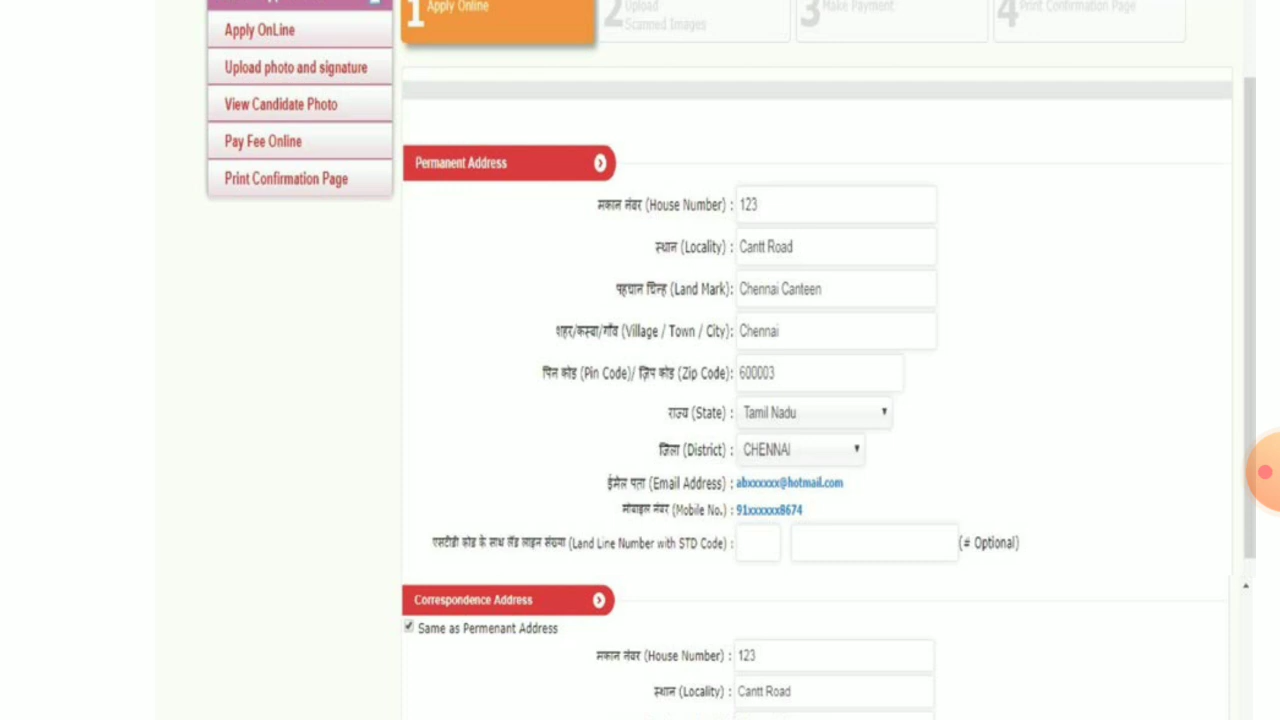 1 Apply Online
2 Upload
Scanned Images
3 Make Payment
4 Print Confirmation Page
Apply OnLine
Upload photo and signature
View Candidate Photo
Pay Fee Online
Print Confirmation Page
Permanent Address
मकान नंबर (House Number) : 123
स्थान (Locality) : Cantt Road
पहचान चिन्ह (Land Mark): Chennai Canteen
शहर/कस्बा/गाँव (Village / Town / City): Chennai
पिन कोड (Pin Code)/ ज़िप कोड (Zip Code): 600003
राज्य (State) : Tamil Nadu
जिला (District) : CHENNAI
ईमेल पता (Email Address) : abxxxxxx@hotmail.com
मोबाइल नंबर (Mobile No.) : 91xxxxxx8674
एसटीडी कोड के साथ लैंड लाइन संख्या (Land Line Number with STD Code) : (# Optional)
Correspondence Address
Same as Permenant Address
मकान नंबर (House Number) : 123
स्थान (Locality) : Cantt Road